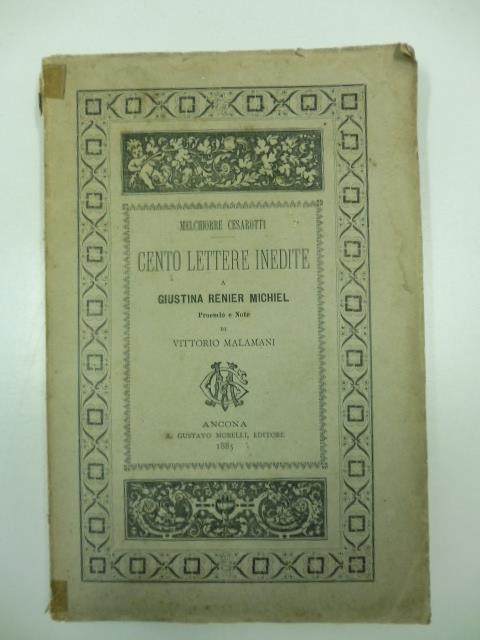 MELCHIORRE CESAROTTI
CENTO LETTERE INEDITE
A
GIUSTINA RENIER MICHIEL
Proemio e Note
DI
VITTORIO MALAMANI
ANCONA
A. GUSTAVO MORELLI, EDITORE
1885